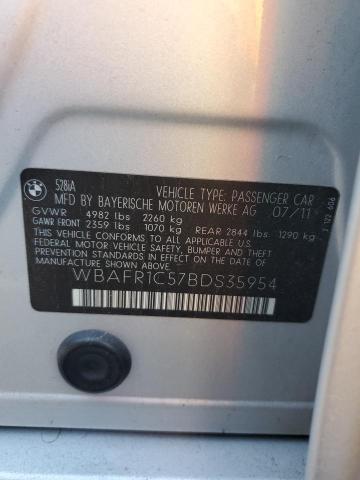 528iA
VEHICLE TYPE: PASSENGER CAR
MFD BY BAYERISCHE MOTOREN WERKE AG 07/11
GVWR 4982 lbs 2260 kg
GAWR FRONT 2359 lbs 1070 kg REAR 2844 lbs 1290 kg
THIS VEHICLE CONFORMS TO ALL APPLICABLE U.S.
FEDERAL MOTOR VEHICLE SAFETY, BUMPER, AND THEFT
PREVENTION STANDARDS IN EFFECT ON THE DATE OF
MANUFACTURE SHOWN ABOVE.
WBAFR1C57BDS35954